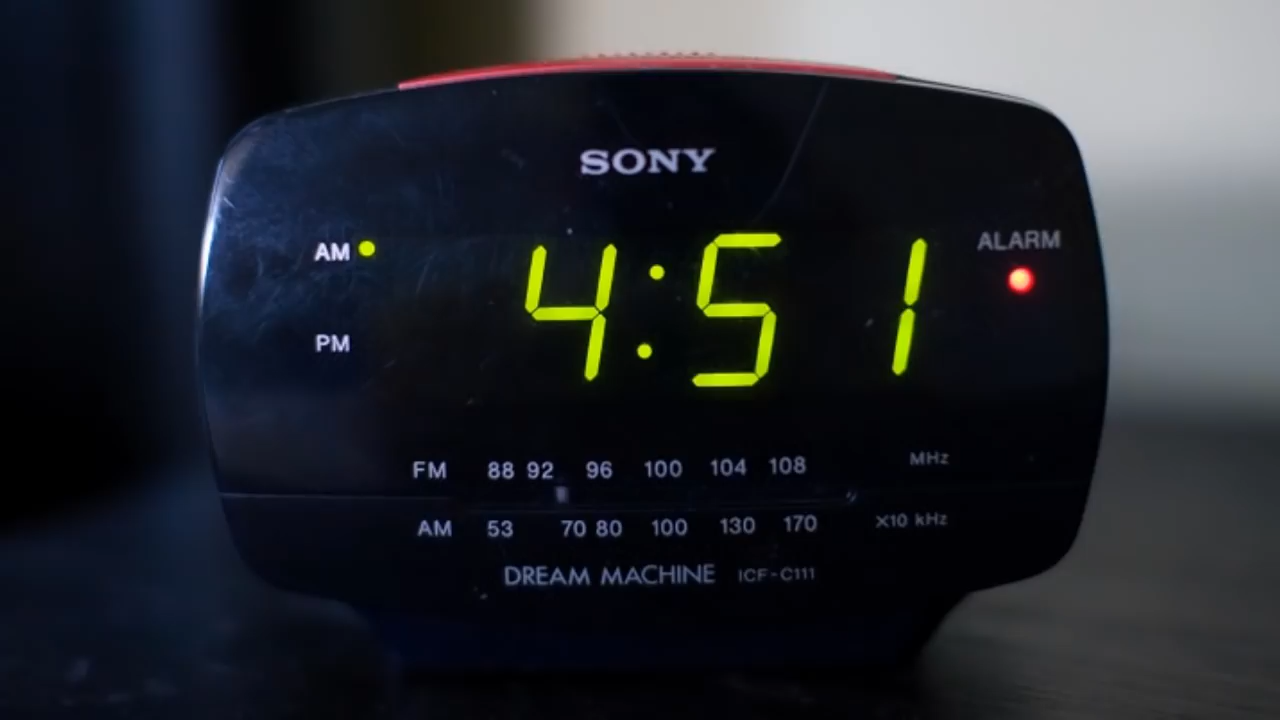 SONY
AM
4:51
ALARM
PM
FM 88 92 96 100 104 108 MHz
AM 53 70 80 100 130 170 X10 kHz
DREAM MACHINE ICF-C111